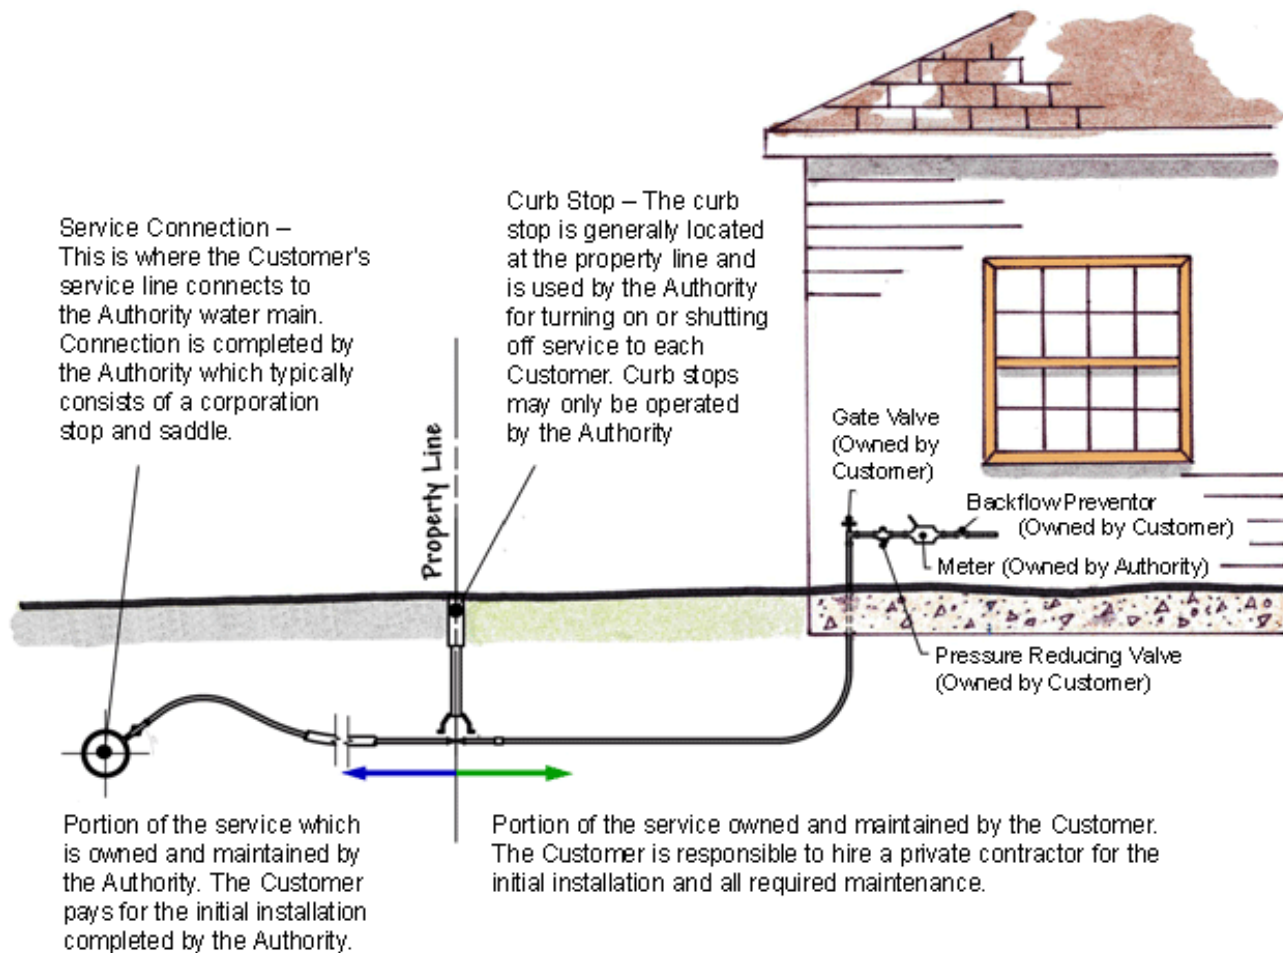 Service Connection –
This is where the Customer's
service line connects to
the Authority water main.
Connection is completed by
the Authority which typically
consists of a corporation
stop and saddle.
Curb Stop – The curb
stop is generally located
at the property line and
is used by the Authority
for turning on or shutting
off service to each
Customer. Curb stops
may only be operated
by the Authority
Property Line
Gate Valve
(Owned by
Customer)
Backflow Preventor
(Owned by Customer)
Meter (Owned by Authority)
Pressure Reducing Valve
(Owned by Customer)
Portion of the service which
is owned and maintained by
the Authority. The Customer
pays for the initial installation
completed by the Authority.
Portion of the service owned and maintained by the Customer.
The Customer is responsible to hire a private contractor for the
initial installation and all required maintenance.